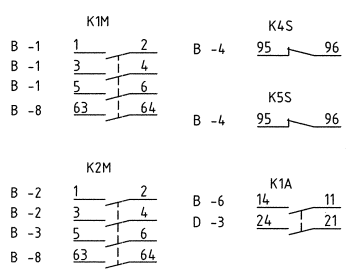 K1M
B -1 1 2
B -1 3 4
B -1 5 6
B -8 63 64
K2M
B -2 1 2
B -2 3 4
B -3 5 6
B -8 63 64
K4S
B -4 95 96
K5S
B -4 95 96
K1A
B -6 14 11
D -3 24 21